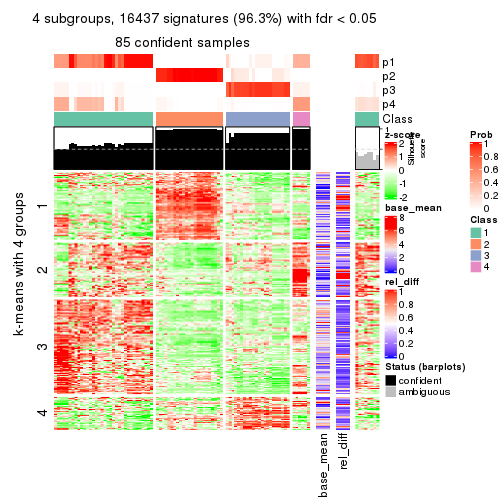 4 subgroups, 16437 signatures (96.3%) with fdr < 0.05
85 confident samples
p1
p2
p3
p4
Class
1
Silhouette
score
k-means with 4 groups
1
2
3
4
base_mean
rel_diff
z-score
2
1
0
-1
-2
base_mean
8
6
4
2
0
rel_diff
1
0.8
0.6
0.4
0.2
0
Status (barplots)
confident
ambiguous
Prob
1
0.8
0.6
0.4
0.2
0
Class
1
2
3
4